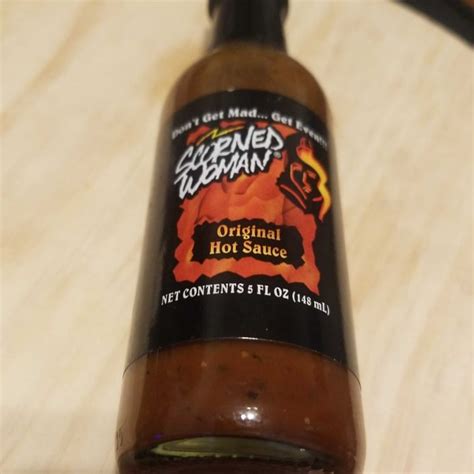 Don't Get Mad... Get Even!!!
SCORNED
WOMAN®
Original
Hot Sauce
NET CONTENTS 5 FL OZ (148 mL)